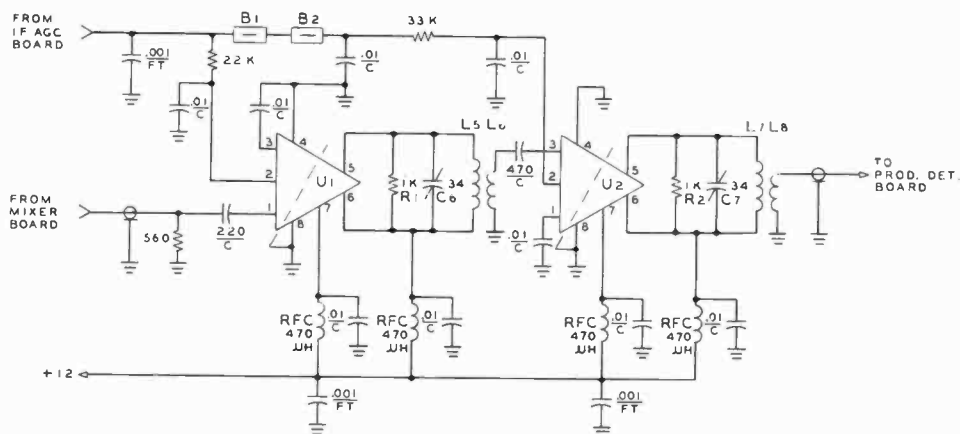 FROM
IF AGC
BOARD
B1
B2
33K
.001
FT
22K
.01
C
.01
C
.01
C
.01
C
L5 L6
L7 L8
3
4
2
U1
5
6
1
7
8
1K
R1
34
C6
470
C
3
4
2
U2
5
6
1
7
8
1K
R2
34
C7
TO
PROD. DET.
BOARD
FROM
MIXER
BOARD
560
220
C
.01
C
RFC
470
µH
.01
C
RFC
470
µH
.01
C
RFC
470
µH
.01
C
RFC
470
µH
.01
C
+12
.001
FT
.001
FT